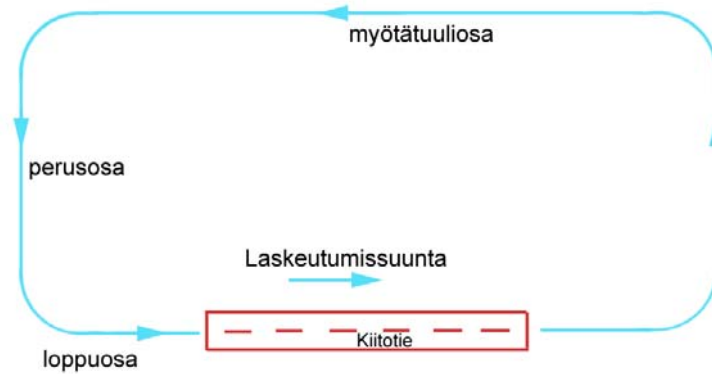 myötätuuliosa
perusosa
Laskeutumissuunta
Kiitotie
loppuosa